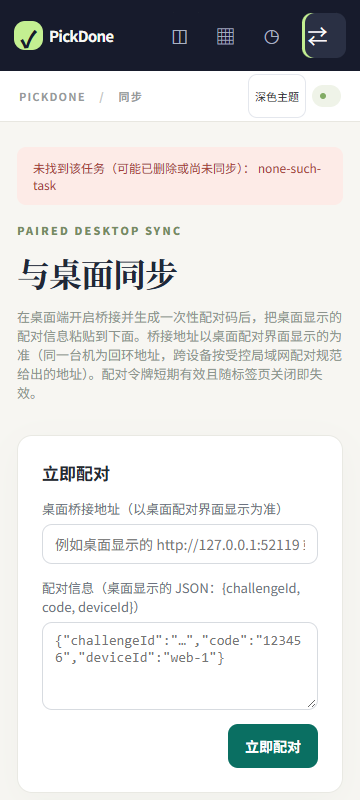 PickDone
PICKDONE / 同步
深色主题
未找到该任务（可能已删除或尚未同步）： none-such-
task
PAIRED DESKTOP SYNC
与桌面同步
在桌面端开启桥接并生成一次性配对码后，把桌面显示的
配对信息粘贴到下面。桥接地址以桌面配对界面显示的为
准（同一台机为回环地址，跨设备按受控局域网配对规范
给出的地址）。配对令牌短期有效且随标签页关闭即失
效。
立即配对
桌面桥接地址（以桌面配对界面显示为准）
例如桌面显示的 http://127.0.0.1:52119
配对信息（桌面显示的 JSON：{challengeId,
code, deviceId}）
{"challengeId":"…","code":"12345
6","deviceId":"web-1"}
立即配对